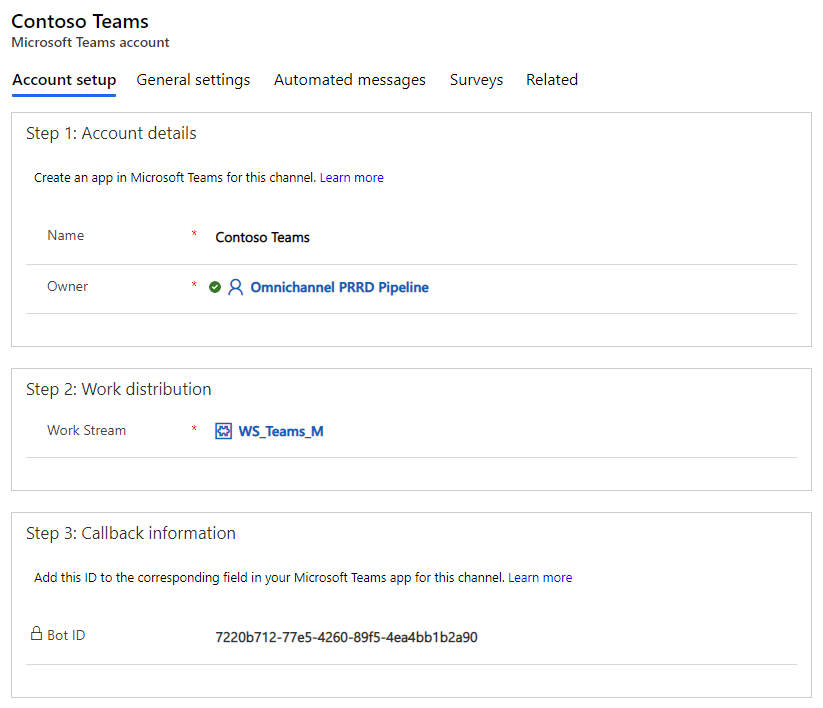 Contoso Teams
Microsoft Teams account
Account setup General settings Automated messages Surveys Related
Step 1: Account details
Create an app in Microsoft Teams for this channel. Learn more
Name * Contoso Teams
Owner * Omnichannel PRRD Pipeline
Step 2: Work distribution
Work Stream * WS_Teams_M
Step 3: Callback information
Add this ID to the corresponding field in your Microsoft Teams app for this channel. Learn more
Bot ID 7220b712-77e5-4260-89f5-4ea4bb1b2a90